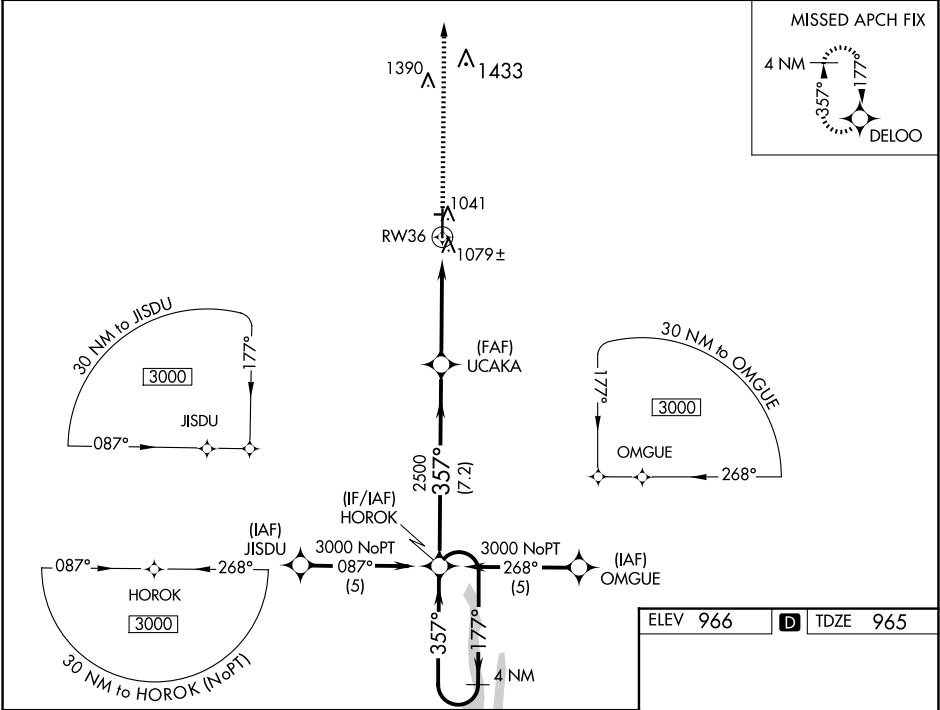 MISSED APCH FIX
4 NM
357°
177°
DELOO
1390
1433
1041
RW36
1079±
30 NM to JISDU
3000
177°
JISDU
087°
(FAF)
UCAKA
30 NM to OMGUE
177°
3000
OMGUE
268°
2500
357°
(7.2)
(IF/IAF)
HOROK
(IAF)
JISDU
3000 NoPT
087°
(5)
3000 NoPT
268°
(5)
(IAF)
OMGUE
087°
268°
HOROK
3000
30 NM to HOROK (NoPT)
357°
177°
4 NM
ELEV 966 D TDZE 965